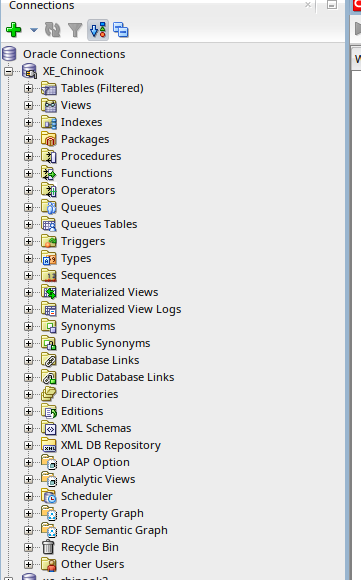 Connections
Oracle Connections
XE_Chinook
Tables (Filtered)
Views
Indexes
Packages
Procedures
Functions
Operators
Queues
Queues Tables
Triggers
Types
Sequences
Materialized Views
Materialized View Logs
Synonyms
Public Synonyms
Database Links
Public Database Links
Directories
Editions
XML Schemas
XML DB Repository
OLAP Option
Analytic Views
Scheduler
Property Graph
RDF Semantic Graph
Recycle Bin
Other Users